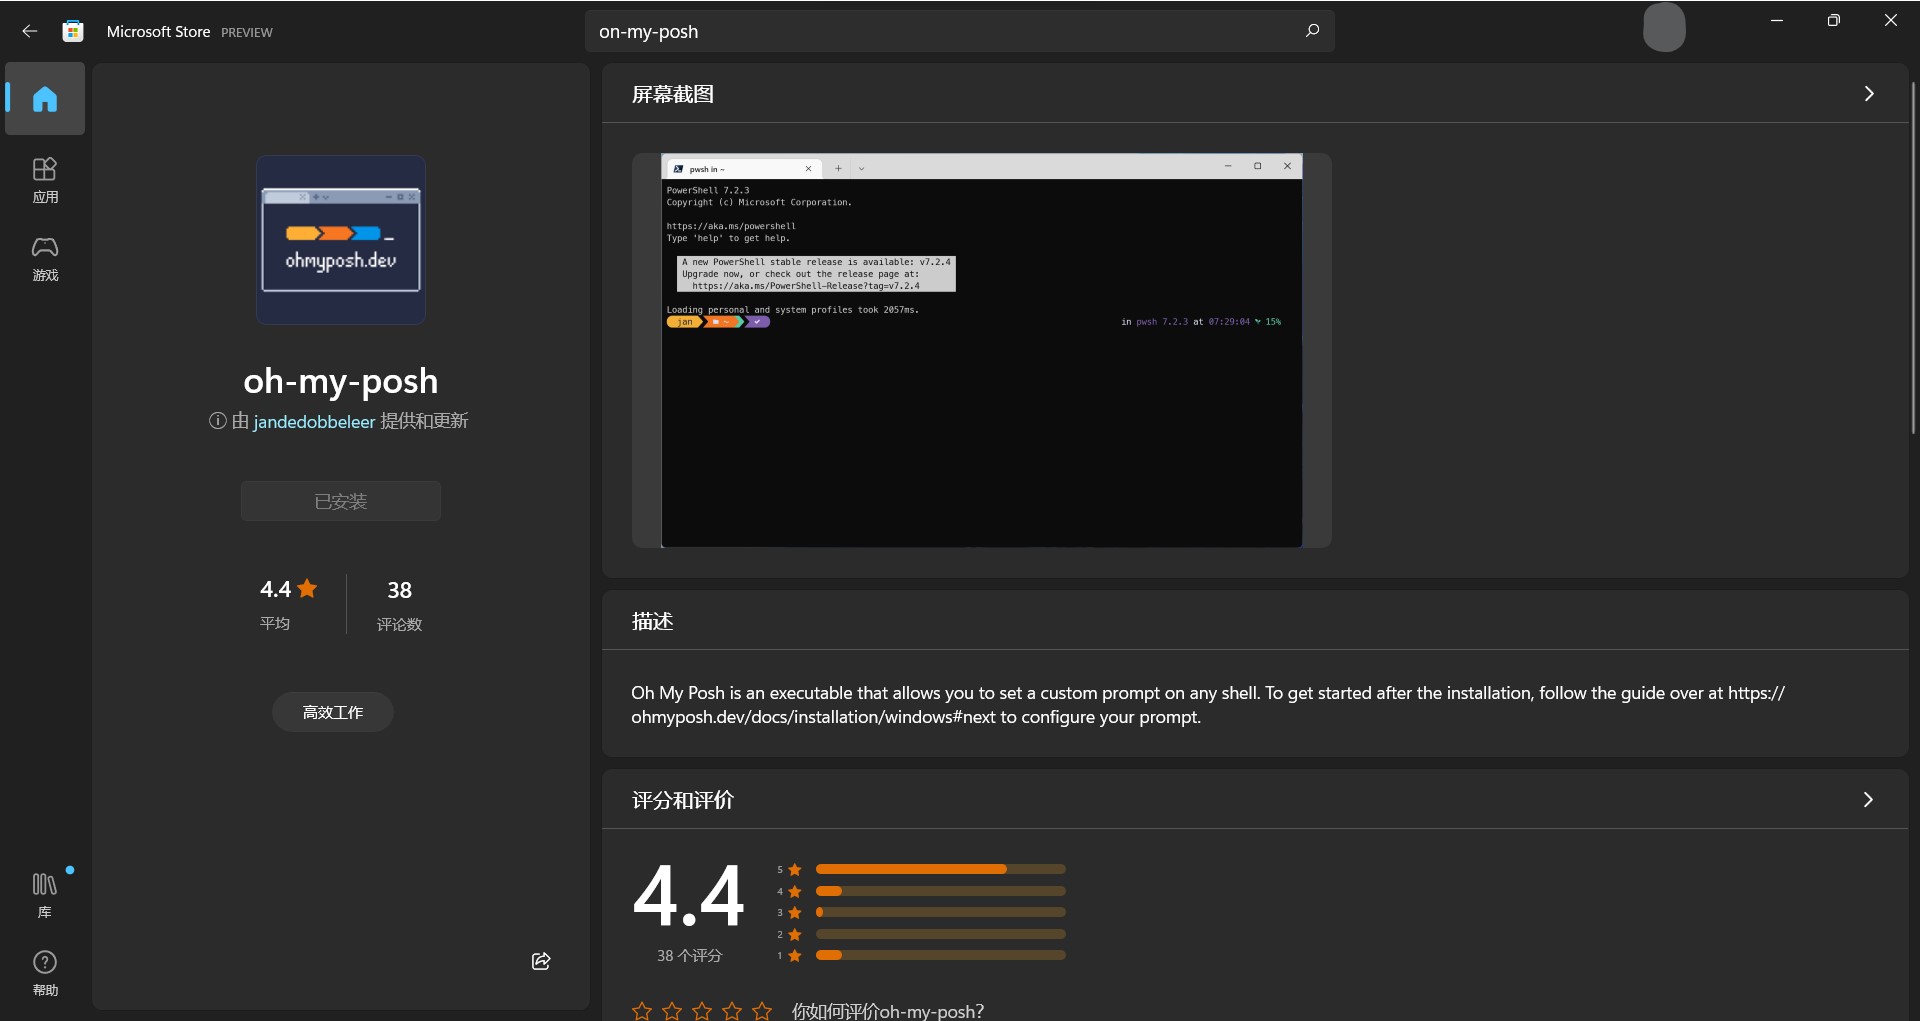 Microsoft Store PREVIEW
on-my-posh
应用
游戏
库
帮助
ohmyposh.dev
oh-my-posh
由 jandedobbeleer 提供和更新
已安装
4.4
平均
38
评论数
高效工作
屏幕截图
pwsh in ~
PowerShell 7.2.3
Copyright (c) Microsoft Corporation.
https://aka.ms/powershell
Type 'help' to get help.
A new PowerShell stable release is available: v7.2.4
Upgrade now, or check out the release page at:
https://aka.ms/PowerShell-Release?tag=v7.2.4
Loading personal and system profiles took 2057ms.
jan ~ in pwsh 7.2.3 at 07:29:04 15%
描述
Oh My Posh is an executable that allows you to set a custom prompt on any shell. To get started after the installation, follow the guide over at https://
ohmyposh.dev/docs/installation/windows#next to configure your prompt.
评分和评价
4.4
38 个评分
5
4
3
2
1
你如何评价oh-my-posh?